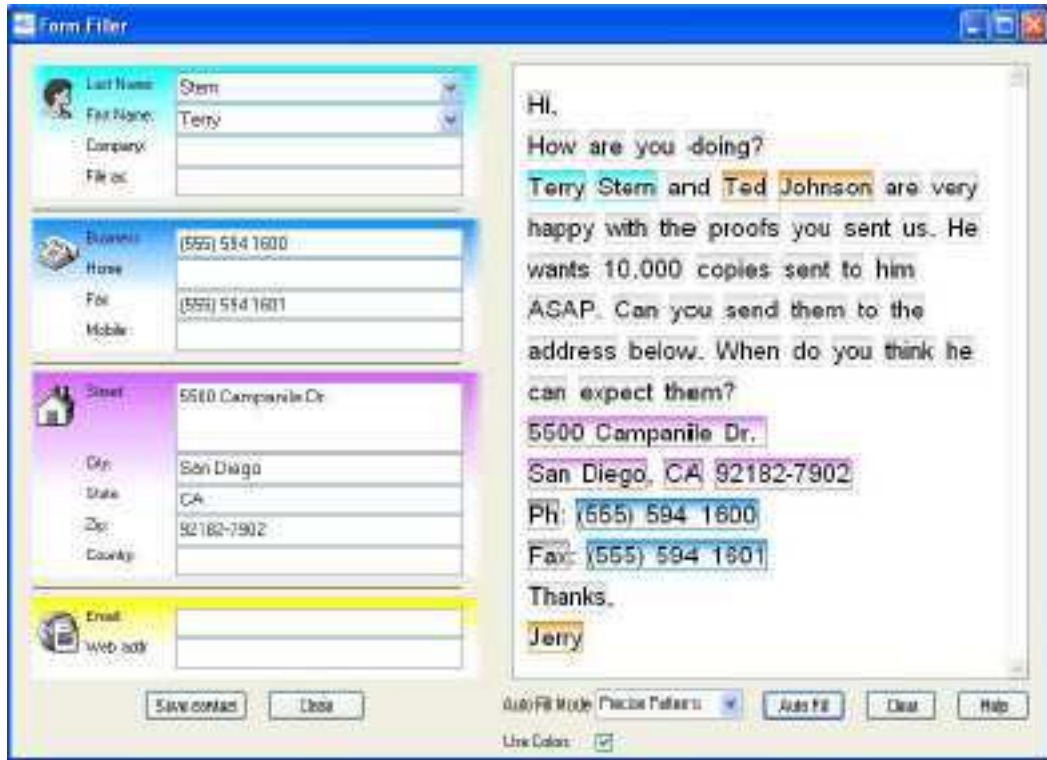 Form Filler
Last Name: Stern
First Name: Terry
Company:
File as:
Business: (555) 594 1600
Home
Fax (555) 594 1601
Mobile:
Street 5500 Campanile Dr.
City: San Diego
State CA
Zip: 92182-7902
Country:
Email
Web addr
Save contact
Close
Hi,
How are you doing?
Terry Stern and Ted Johnson are very
happy with the proofs you sent us. He
wants 10,000 copies sent to him
ASAP. Can you send them to the
address below. When do you think he
can expect them?
5500 Campanile Dr.
San Diego, CA 92182-7902
Ph: (555) 594 1600
Fax: (555) 594 1601
Thanks,
Jerry
Auto Fill Mode Precise Patterns
Auto Fill
Clear
Help
Use Colors